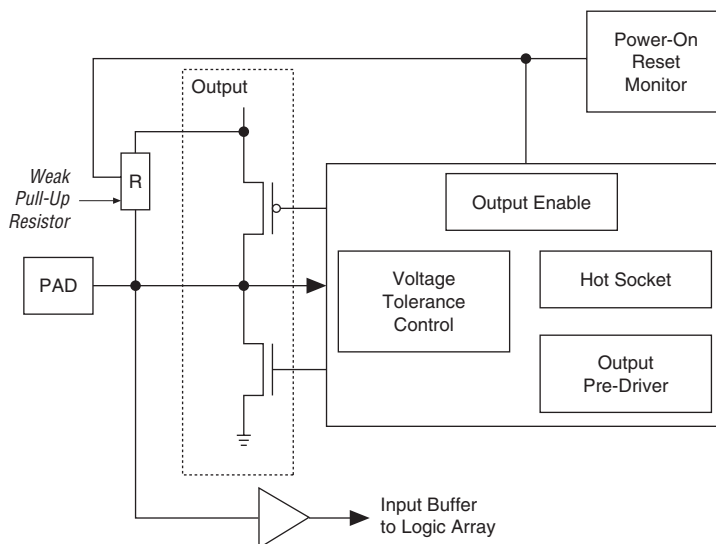 Power-On
Reset
Monitor
Output
Weak
Pull-Up
Resistor
R
Output Enable
PAD
Voltage
Tolerance
Control
Hot Socket
Output
Pre-Driver
Input Buffer
to Logic Array